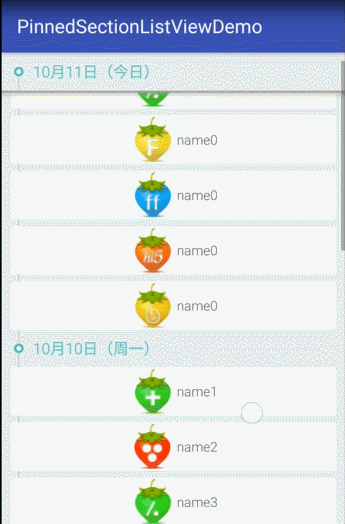 PinnedSectionListViewDemo
10月11日（今日）
F name0
ff name0
hi5 name0
name0
10月10日（周一）
name1
name2
name3